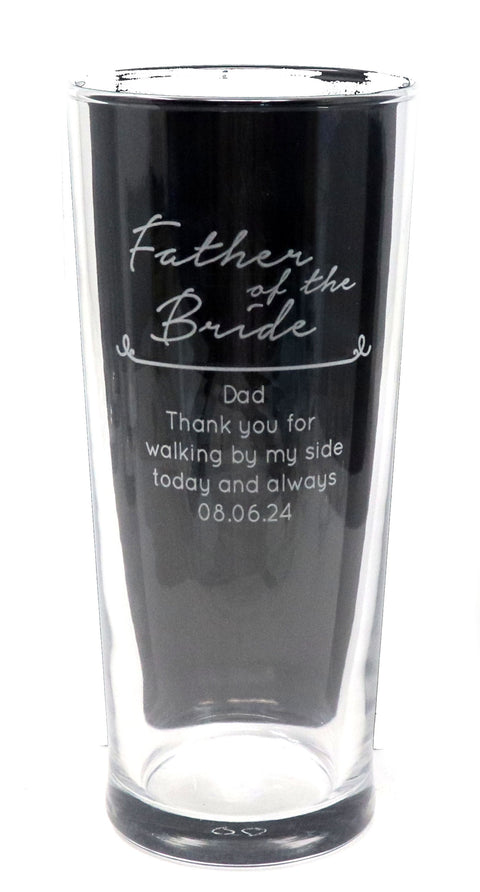 Father
of the
Bride
Dad
Thank you for
walking by my side
today and always
08.06.24